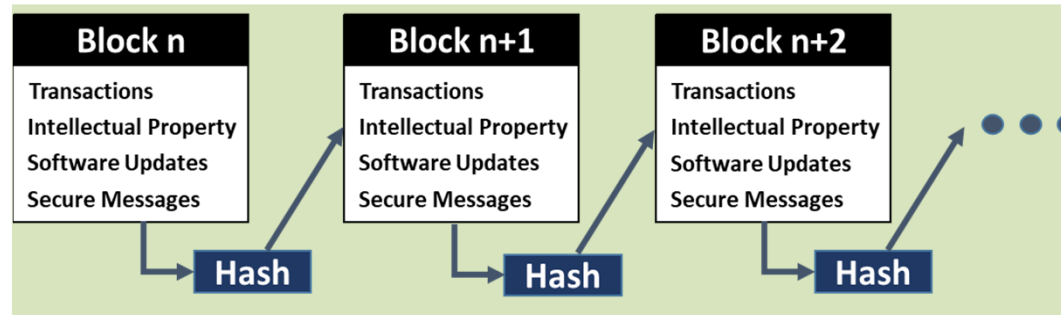 Block n
Transactions
Intellectual Property
Software Updates
Secure Messages
Hash
Block n+1
Transactions
Intellectual Property
Software Updates
Secure Messages
Hash
Block n+2
Transactions
Intellectual Property
Software Updates
Secure Messages
Hash